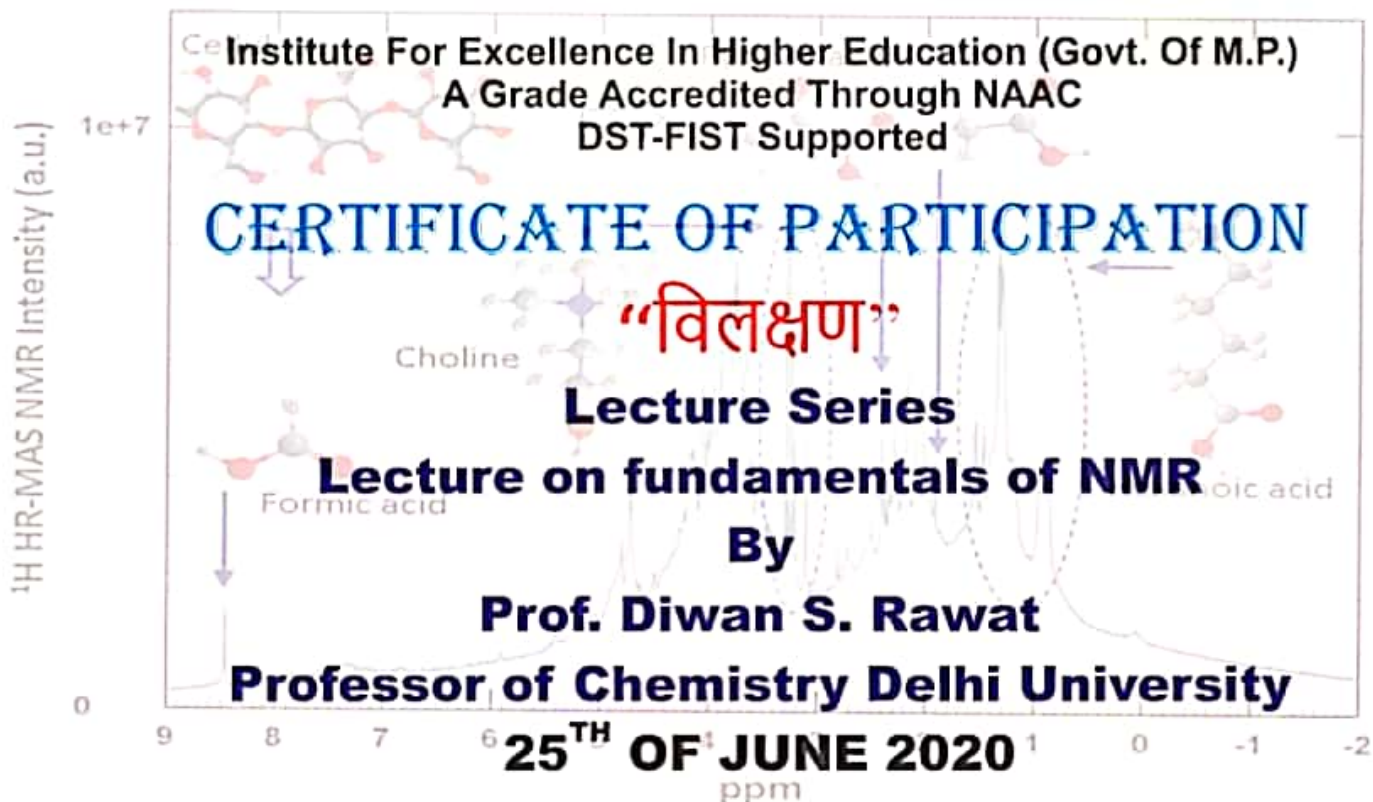 Institute For Excellence In Higher Education (Govt. Of M.P.)
A Grade Accredited Through NAAC
DST-FIST Supported
CERTIFICATE OF PARTICIPATION
“विलक्षण”
Lecture Series
Lecture on fundamentals of NMR
By
Prof. Diwan S. Rawat
Professor of Chemistry Delhi University
25TH OF JUNE 2020
¹H HR-MAS NMR Intensity (a.u.)
1e+7
0
Choline
Formic acid
oic acid
9 8 7 6 4 1 0 -1 -2
ppm